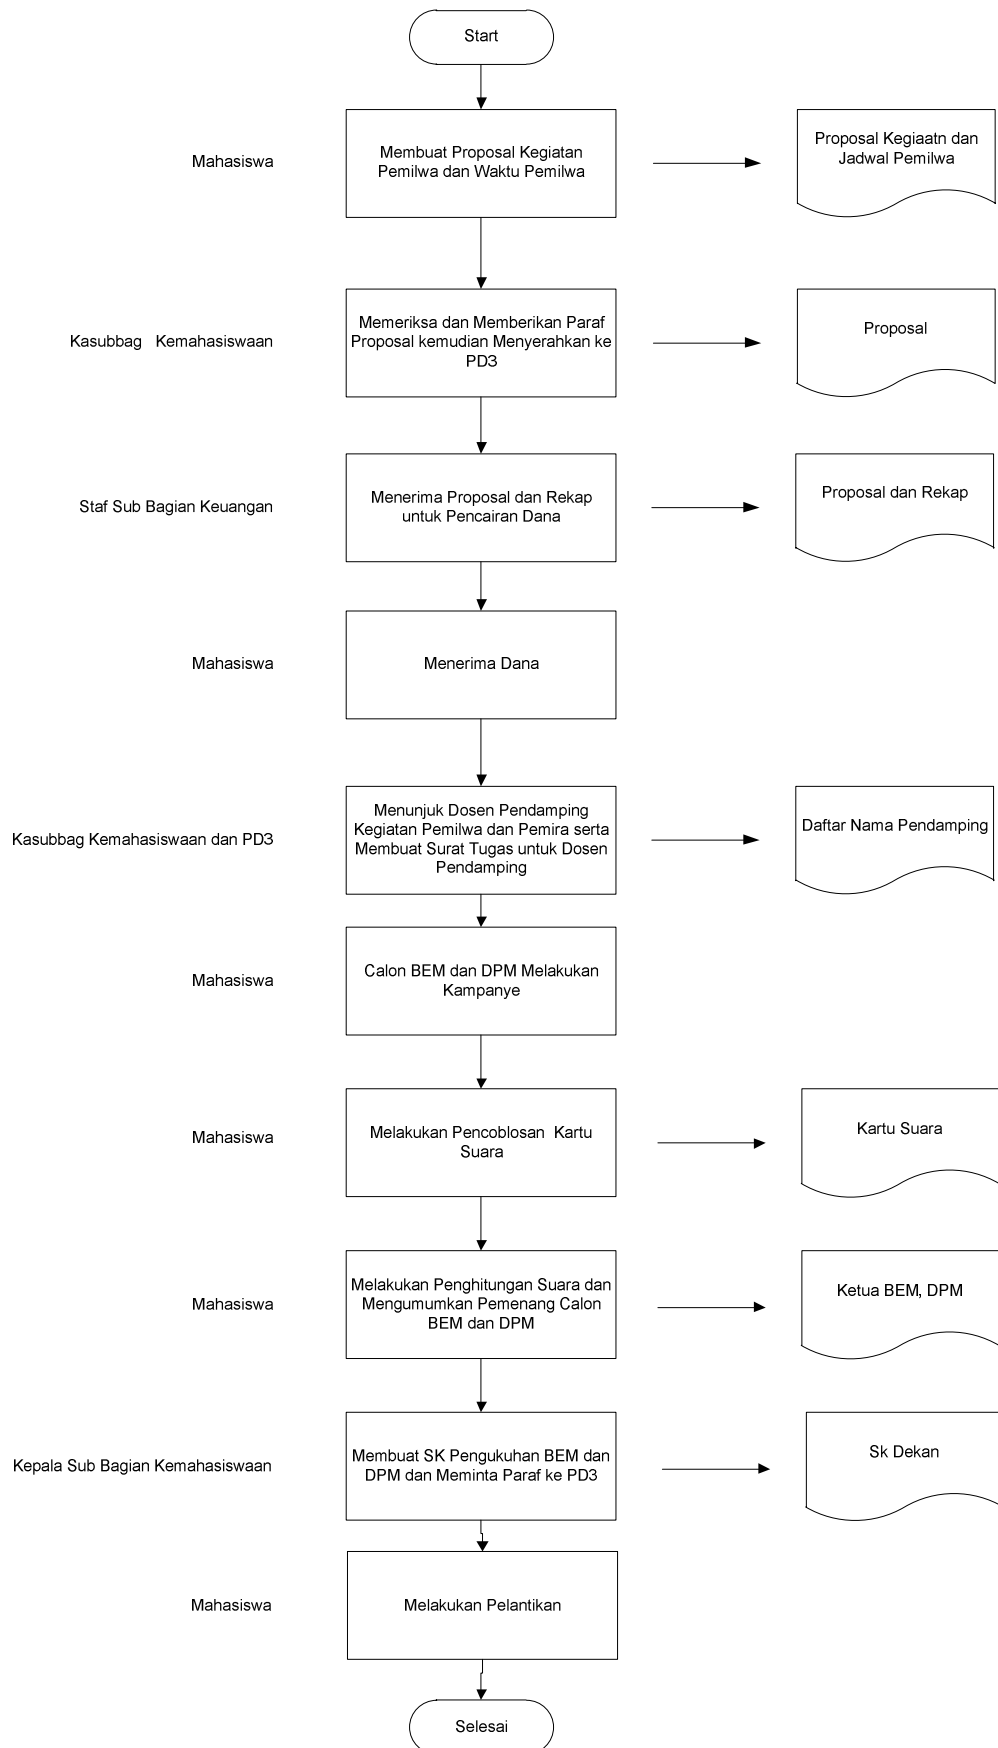 Start
Mahasiswa
Membuat Proposal Kegiatan
Pemilwa dan Waktu Pemilwa
Proposal Kegiaatn dan
Jadwal Pemilwa
Kasubbag   Kemahasiswaan
Memeriksa dan Memberikan Paraf
Proposal kemudian Menyerahkan ke
PD3
Proposal
Staf Sub Bagian Keuangan
Menerima Proposal dan Rekap
untuk Pencairan Dana
Proposal dan Rekap
Mahasiswa
Menerima Dana
Kasubbag Kemahasiswaan dan PD3
Menunjuk Dosen Pendamping
Kegiatan Pemilwa dan Pemira serta
Membuat Surat Tugas untuk Dosen
Pendamping
Daftar Nama Pendamping
Mahasiswa
Calon BEM dan DPM Melakukan
Kampanye
Mahasiswa
Melakukan Pencoblosan  Kartu
Suara
Kartu Suara
Mahasiswa
Melakukan Penghitungan Suara dan
Mengumumkan Pemenang Calon
BEM dan DPM
Ketua BEM, DPM
Kepala Sub Bagian Kemahasiswaan
Membuat SK Pengukuhan BEM dan
DPM dan Meminta Paraf ke PD3
Sk Dekan
Mahasiswa
Melakukan Pelantikan
Selesai